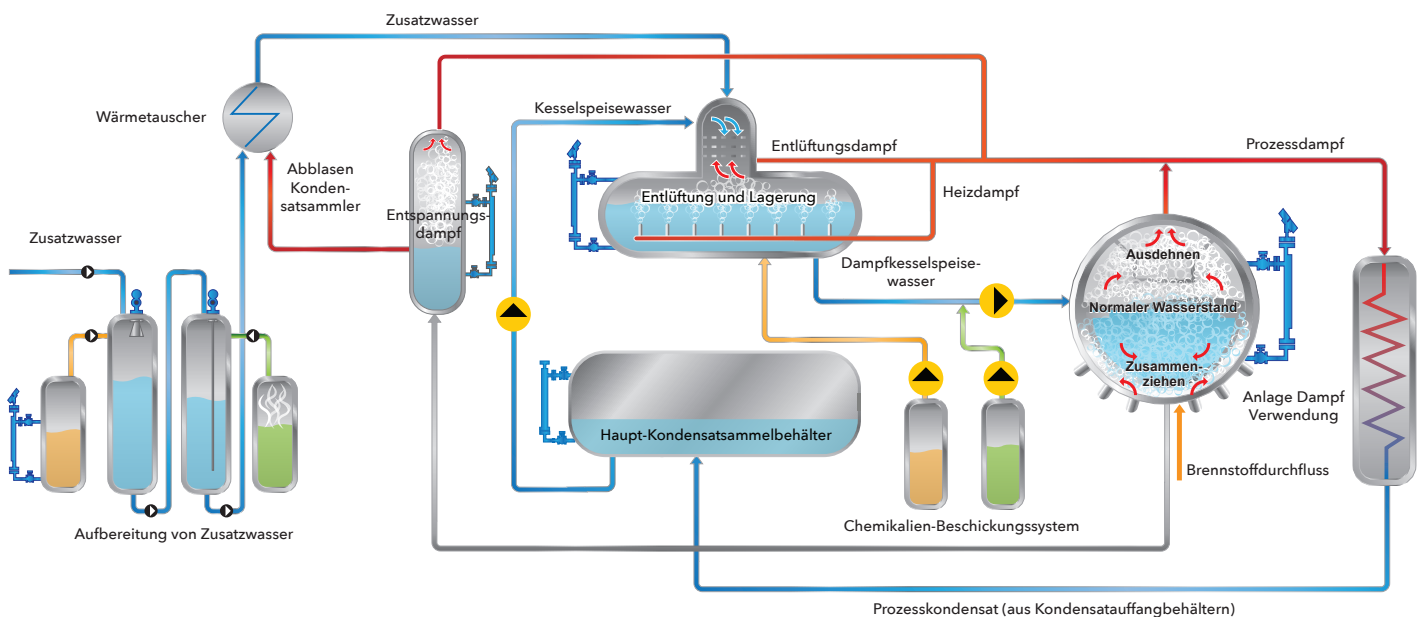 Zusatzwasser
Wärmetauscher
Kesselspeisewasser
Abblasen
Konden-
satsammler
Entspannungs-
dampf
Entlüftungsdampf
Prozessdampf
Heizdampf
Entlüftung und Lagerung
Zusatzwasser
Dampfkesselspeise-
wasser
Ausdehnen
Normaler Wasserstand
Zusammen-
ziehen
Anlage Dampf
Verwendung
Haupt-Kondensatsammelbehälter
Brennstoffdurchfluss
Aufbereitung von Zusatzwasser
Chemikalien-Beschickungssystem
Prozesskondensat (aus Kondensatauffangbehältern)